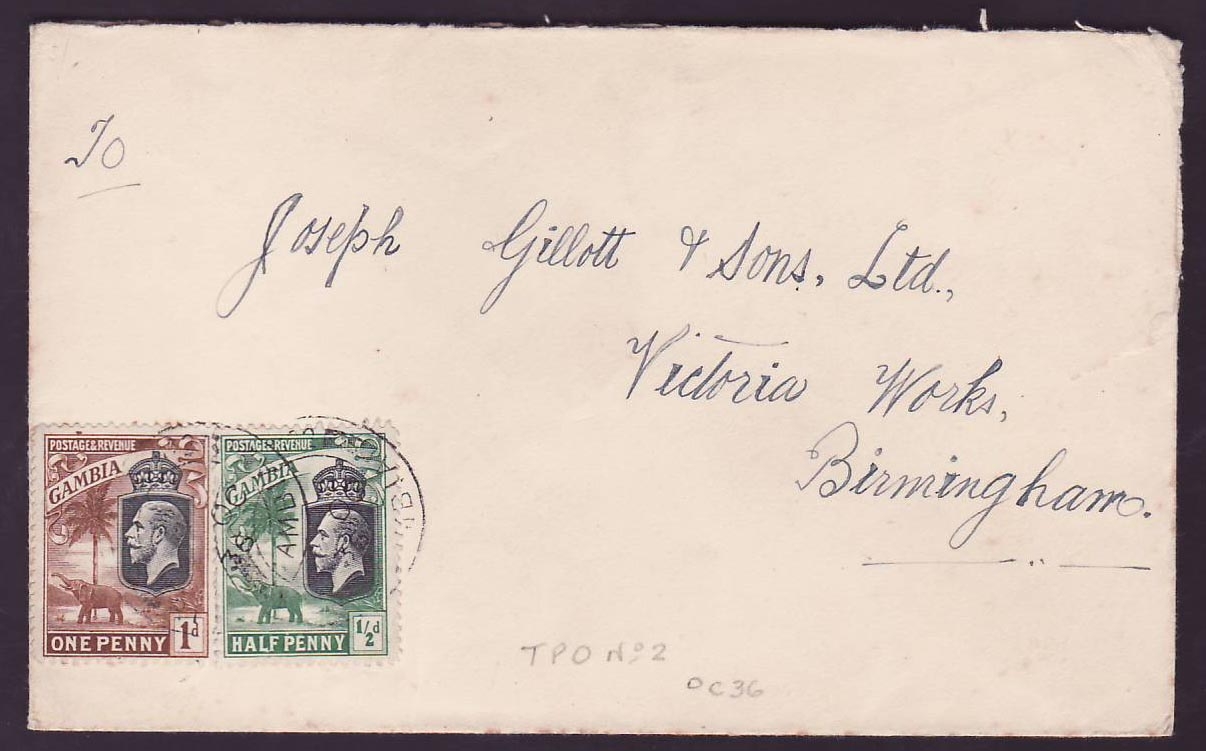 To
Joseph Gillott & Sons, Ltd.,
Victoria Works,
Birmingham.
POSTAGE & REVENUE
GAMBIA
ONE PENNY 1d
POSTAGE & REVENUE
GAMBIA
HALF PENNY 1/2d
TPO No 2
OC36